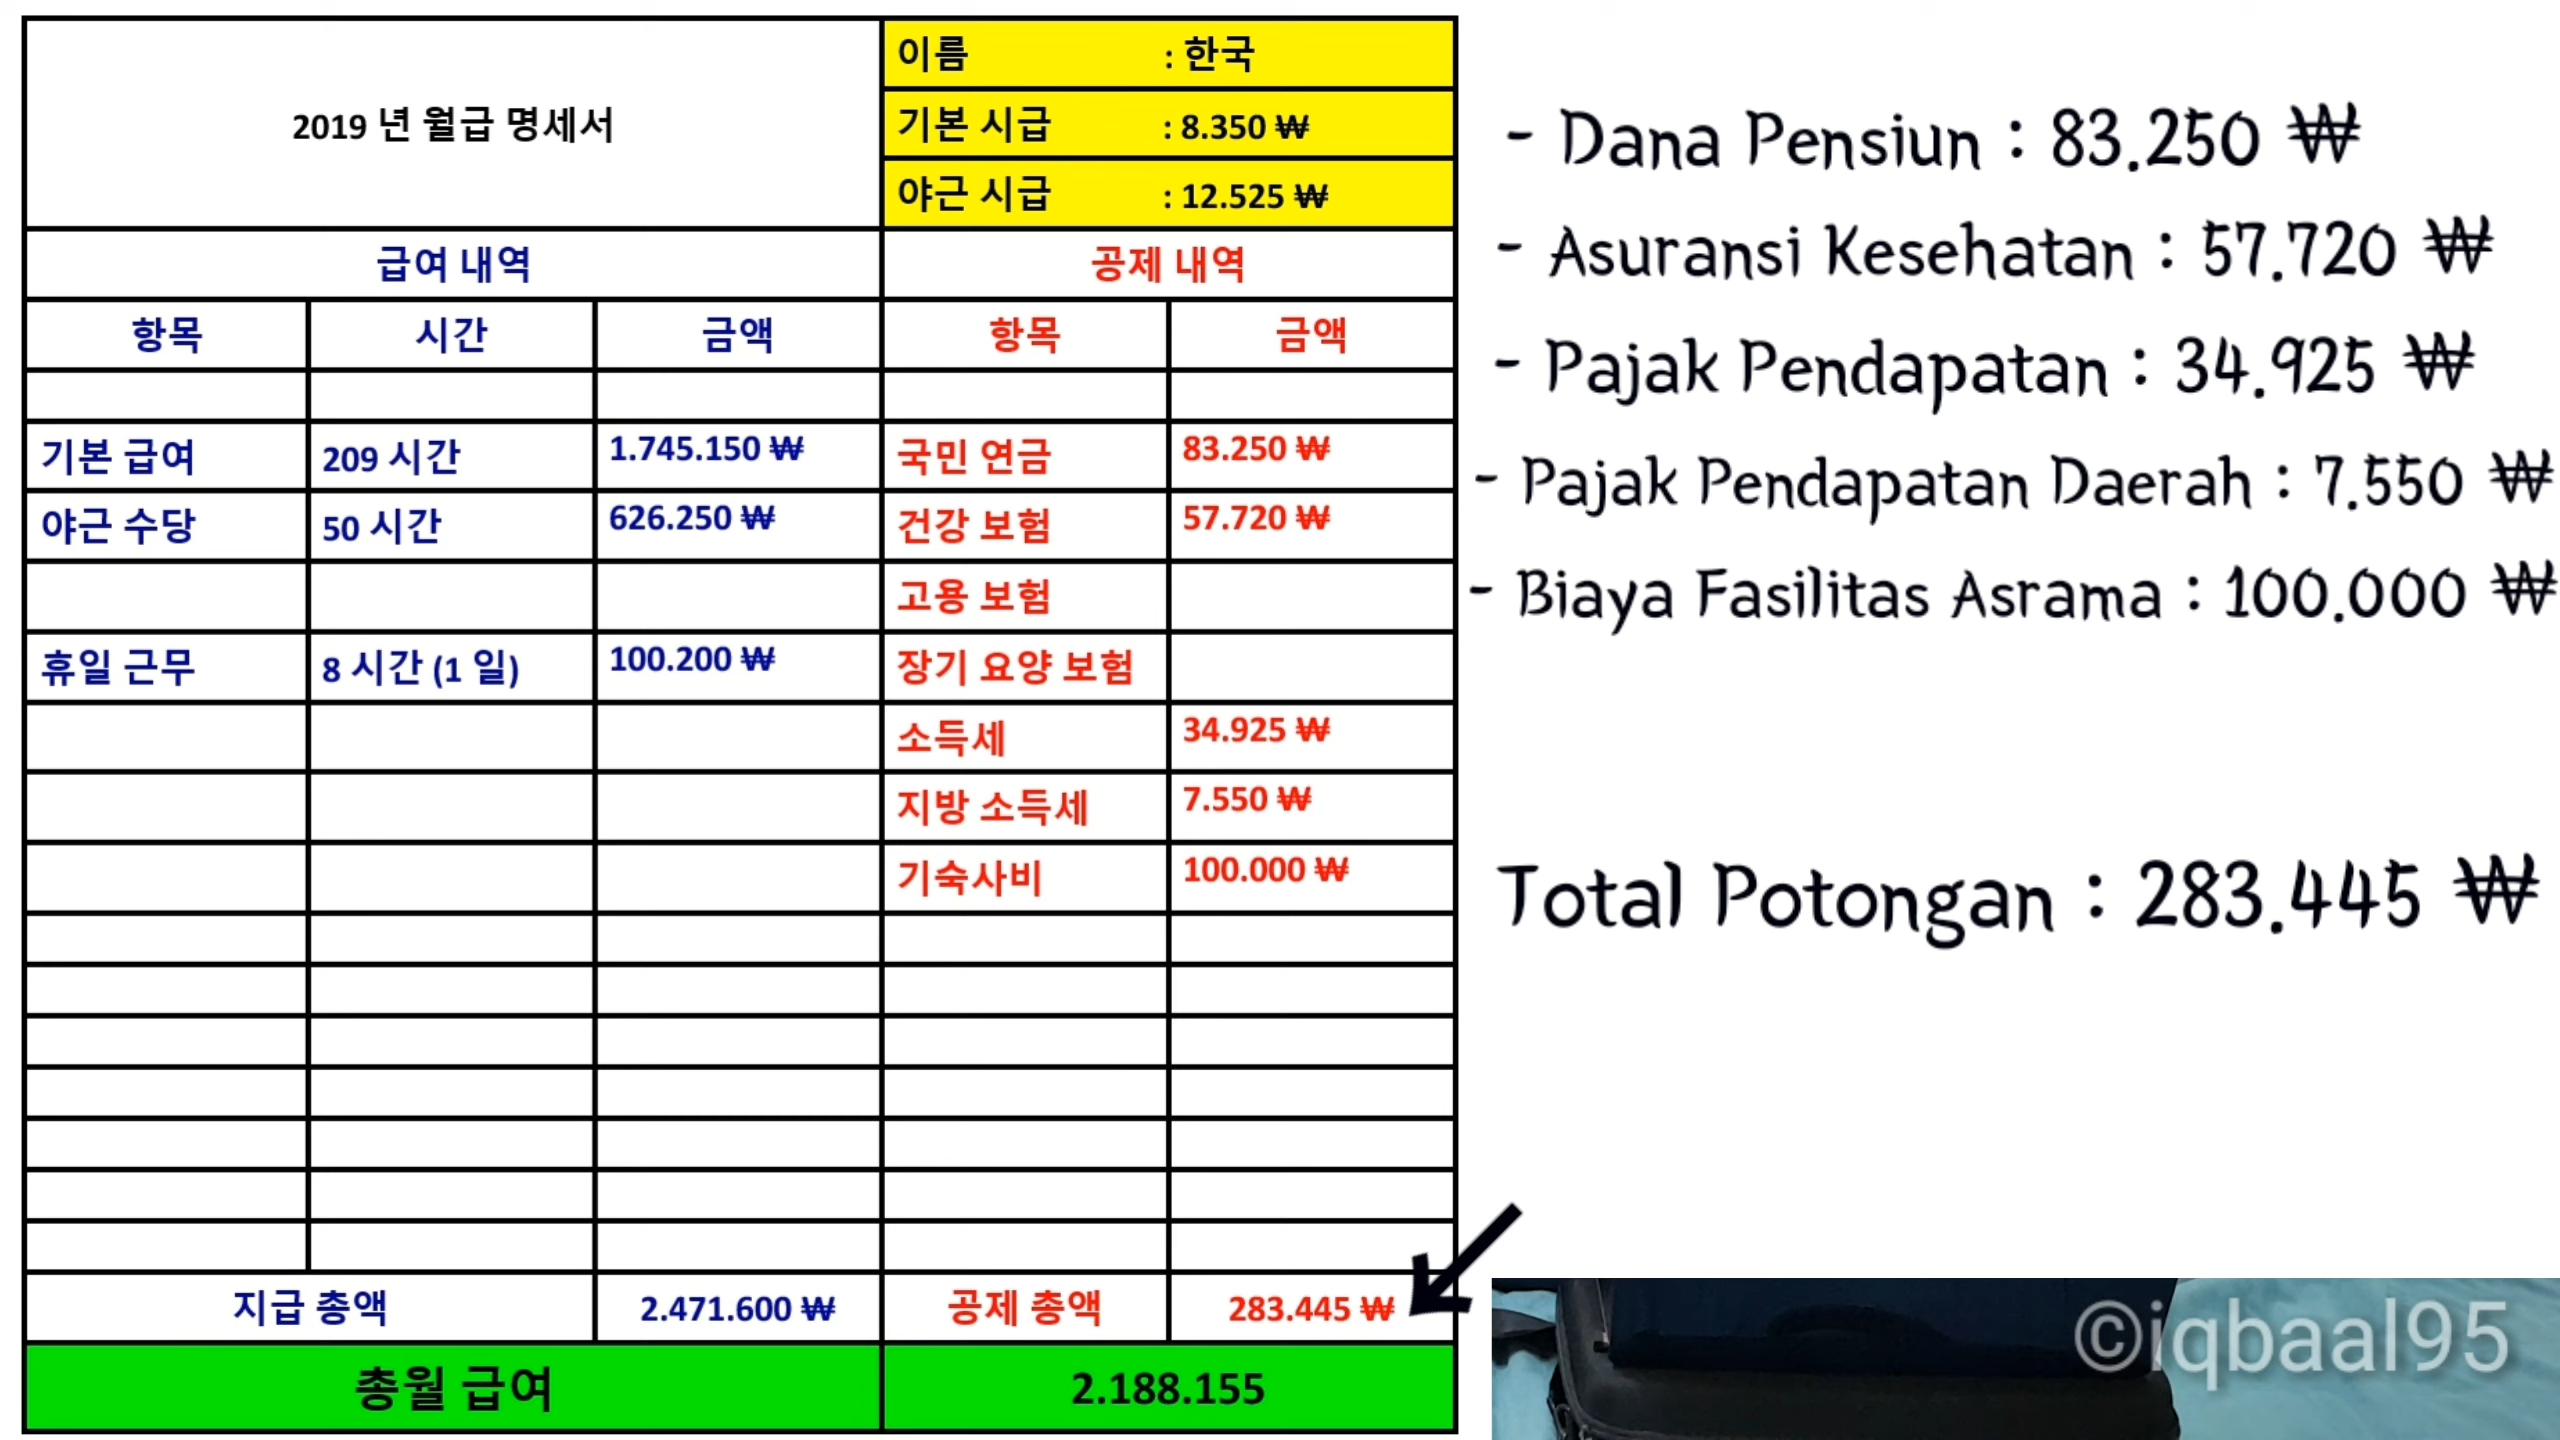 2019 년 월급 명세서
이름 : 한국
기본 시급 : 8.350 ₩
야근 시급 : 12.525 ₩
급여 내역 공제 내역
항목 시간 금액 항목 금액
기본 급여 209 시간 1.745.150 ₩ 국민 연금 83.250 ₩
야근 수당 50 시간 626.250 ₩ 건강 보험 57.720 ₩
고용 보험
휴일 근무 8 시간 (1 일) 100.200 ₩ 장기 요양 보험
소득세 34.925 ₩
지방 소득세 7.550 ₩
기숙사비 100.000 ₩
지급 총액 2.471.600 ₩ 공제 총액 283.445 ₩
총월 급여 2.188.155
- Dana Pensiun : 83.250 ₩
- Asuransi Kesehatan : 57.720 ₩
- Pajak Pendapatan : 34.925 ₩
- Pajak Pendapatan Daerah : 7.550 ₩
- Biaya Fasilitas Asrama : 100.000 ₩
Total Potongan : 283.445 ₩
©iqbaal95